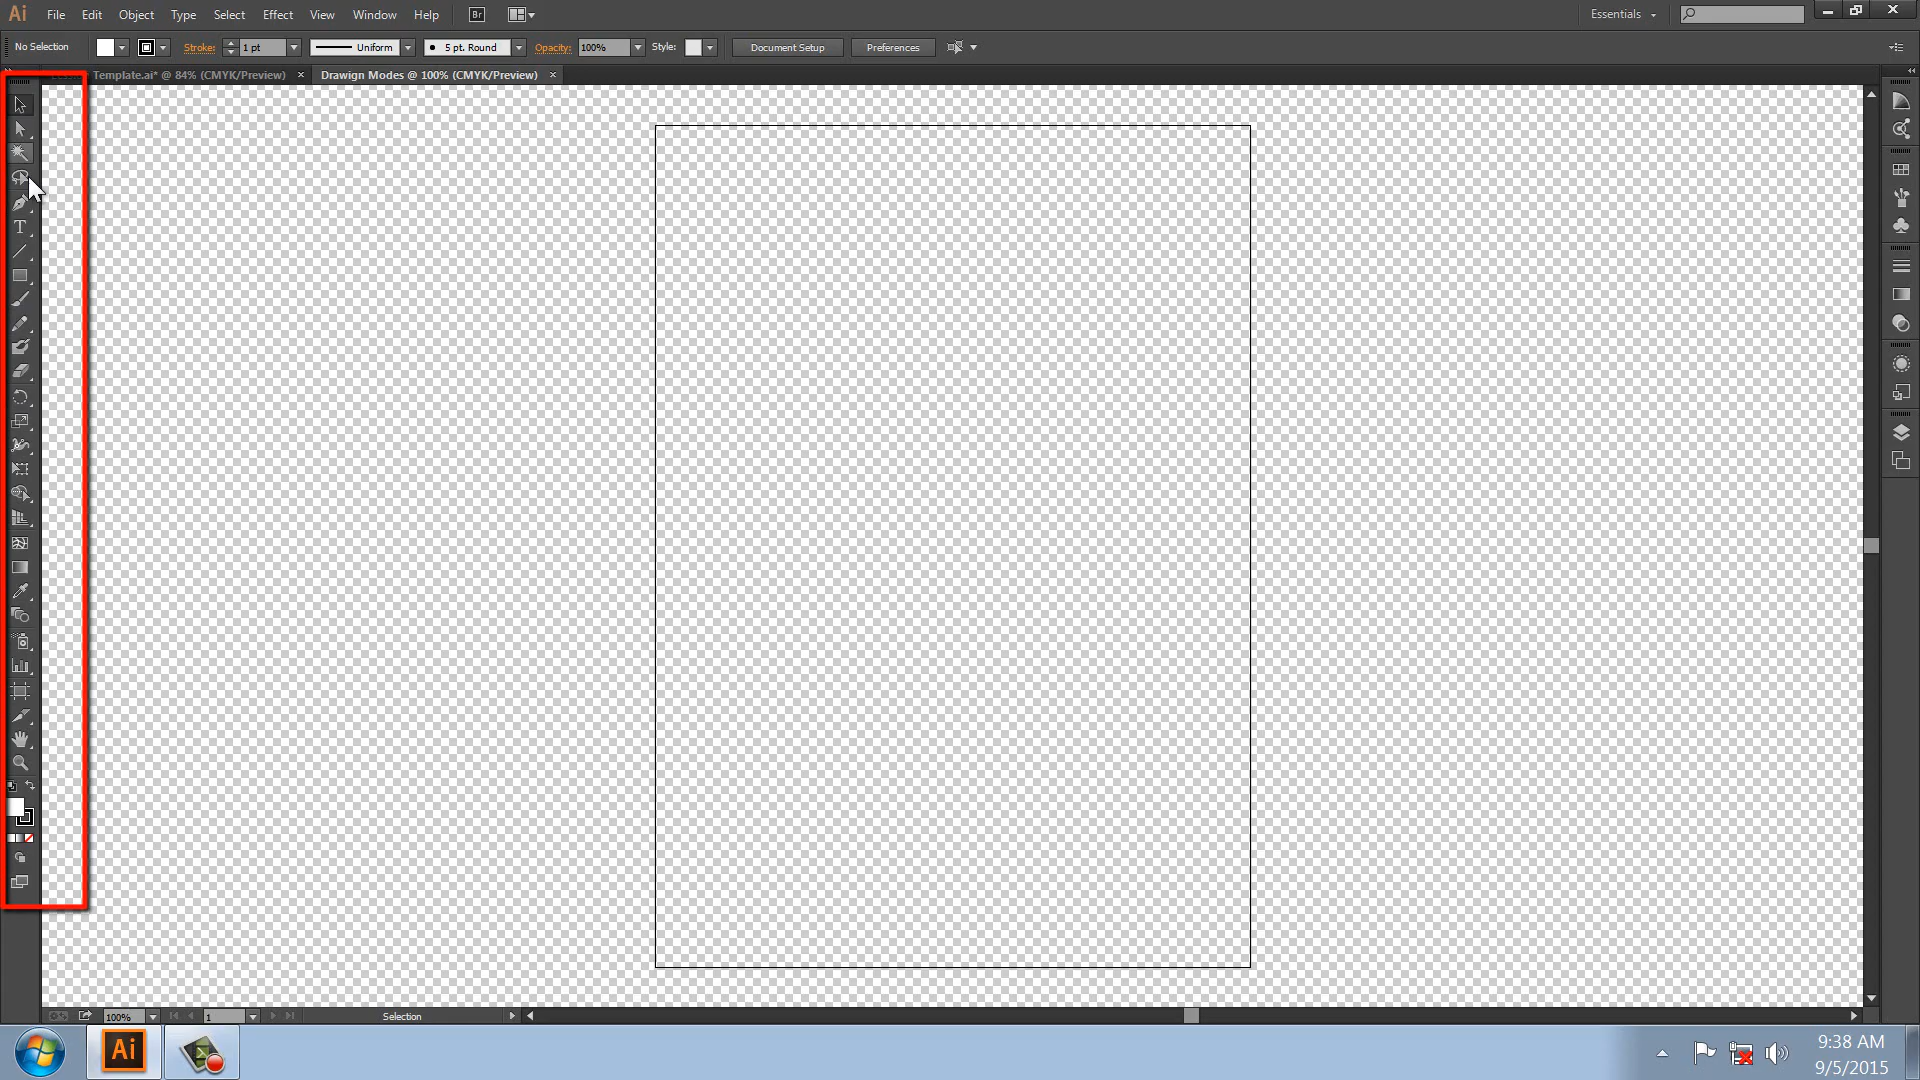 Ai File Edit Object Type Select Effect View Window Help Br Essentials
No Selection Stroke: 1 pt Uniform 5 pt. Round Opacity: 100% Style: Document Setup Preferences
Template.ai* @ 84% (CMYK/Preview) × Drawign Modes @ 100% (CMYK/Preview) ×
T
100% 1 Selection
Ai
9:38 AM
9/5/2015